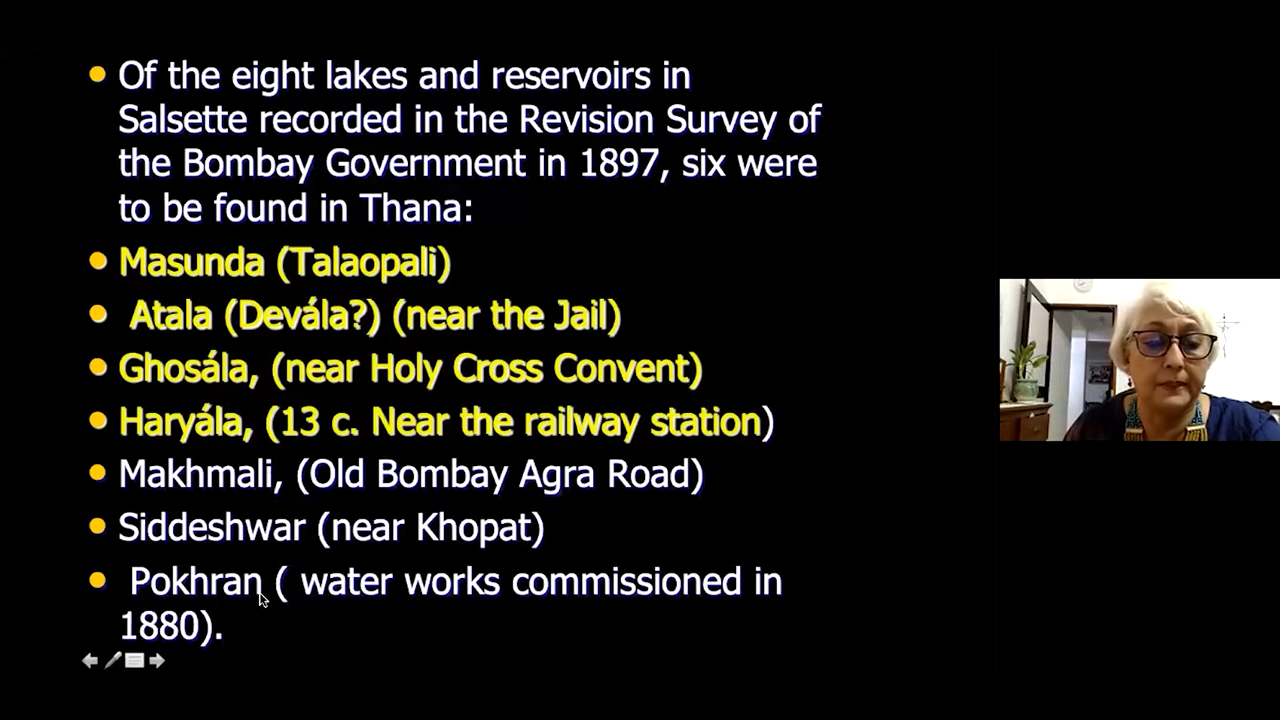 Of the eight lakes and reservoirs in
Salsette recorded in the Revision Survey of
the Bombay Government in 1897, six were
to be found in Thana:
Masunda (Talaopali)
Atala (Devála?) (near the Jail)
Ghosála, (near Holy Cross Convent)
Haryála, (13 c. Near the railway station)
Makhmali, (Old Bombay Agra Road)
Siddeshwar (near Khopat)
Pokhran ( water works commissioned in
1880).